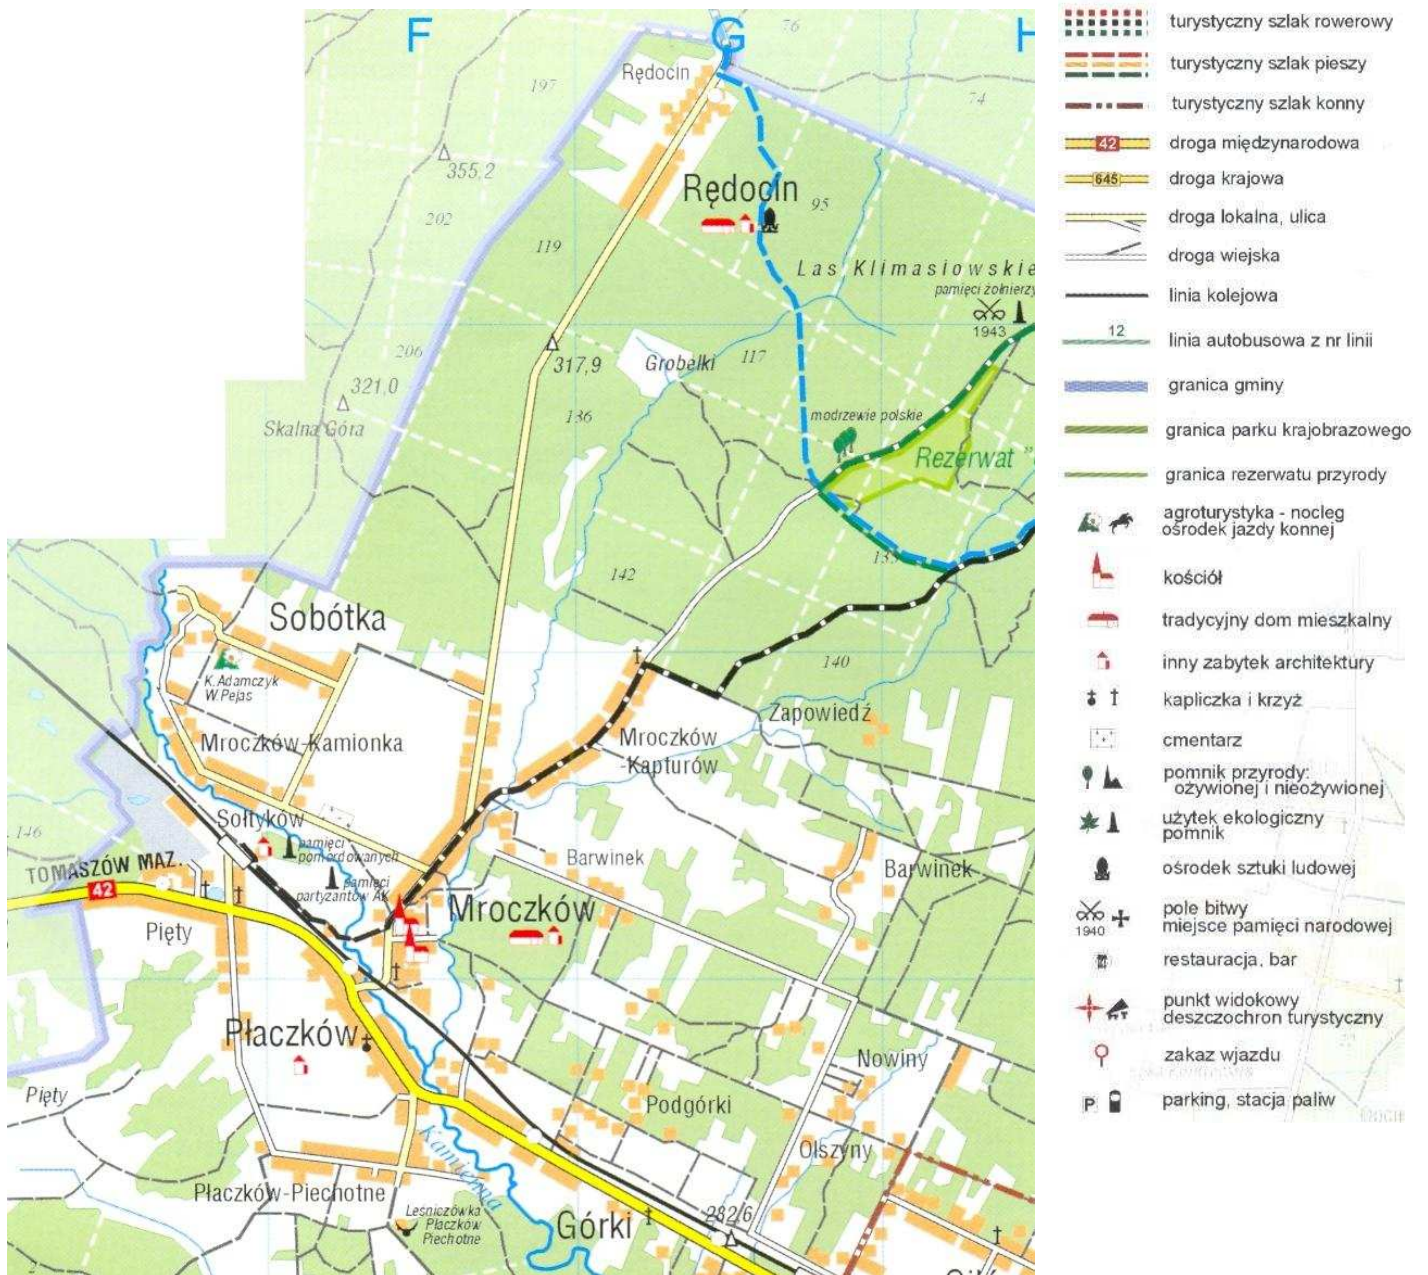 F
G
H
76
Rędocin
197
74
355,2
Rędocin
95
202
119
Las Klimasiowskie
pamięci żołnierzy
1943
317,9
206
Grobelki
117
321,0
136
modrzewie polskie
Skalna Góra
Rezerwat "
133
142
Sobótka
140
K. Adamczyk
W. Pejas
Zapowiedź
Mroczków-Kamionka
Mroczków
-Kapturów
Sołtyków
146
pamięci
pomordowanych
Barwinek
Barwinek
TOMASZÓW MAZ.
42
pamięci
partyzantów AK
Mroczków
Pięty
Płaczków
Nowiny
Pięty
Podgórki
Kamienna
Olszyny
Płaczków-Piechotne
Leśniczówka
Płaczków
Piechotne
Górki
282,6
turystyczny szlak rowerowy
turystyczny szlak pieszy
turystyczny szlak konny
42
droga międzynarodowa
645
droga krajowa
droga lokalna, ulica
droga wiejska
linia kolejowa
12
linia autobusowa z nr linii
granica gminy
granica parku krajobrazowego
granica rezerwatu przyrody
agroturystyka - nocleg
ośrodek jazdy konnej
kościół
tradycyjny dom mieszkalny
inny zabytek architektury
kapliczka i krzyż
cmentarz
pomnik przyrody:
ożywionej i nieożywionej
użytek ekologiczny
pomnik
ośrodek sztuki ludowej
1940
pole bitwy
miejsce pamięci narodowej
restauracja, bar
punkt widokowy
deszczochron turystyczny
zakaz wjazdu
P
parking, stacja paliw